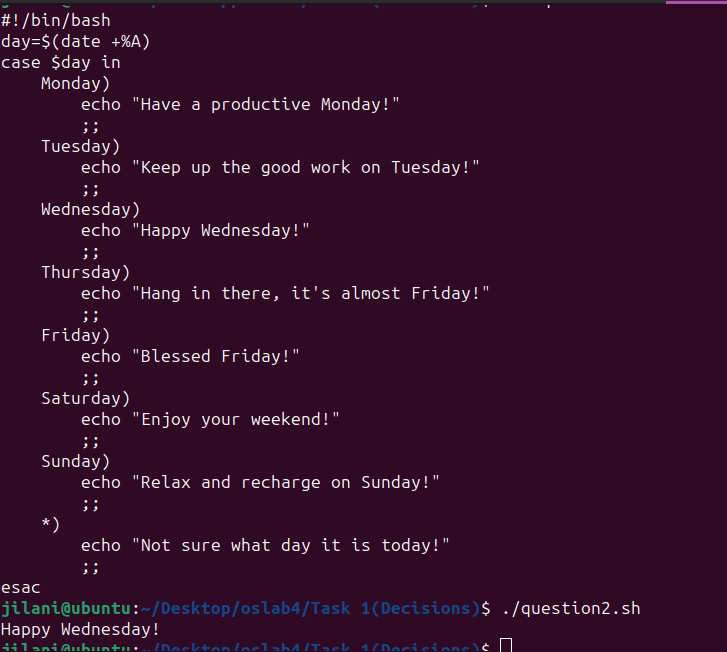 #!/bin/bash
day=$(date +%A)
case $day in
    Monday)
        echo "Have a productive Monday!"
        ;;
    Tuesday)
        echo "Keep up the good work on Tuesday!"
        ;;
    Wednesday)
        echo "Happy Wednesday!"
        ;;
    Thursday)
        echo "Hang in there, it's almost Friday!"
        ;;
    Friday)
        echo "Blessed Friday!"
        ;;
    Saturday)
        echo "Enjoy your weekend!"
        ;;
    Sunday)
        echo "Relax and recharge on Sunday!"
        ;;
    *)
        echo "Not sure what day it is today!"
        ;;
esac
jilani@ubuntu:~/Desktop/oslab4/Task 1(Decisions)$ ./question2.sh
Happy Wednesday!
jilani@ubuntu:~/Desktop/oslab4/Task 1(Decisions)$